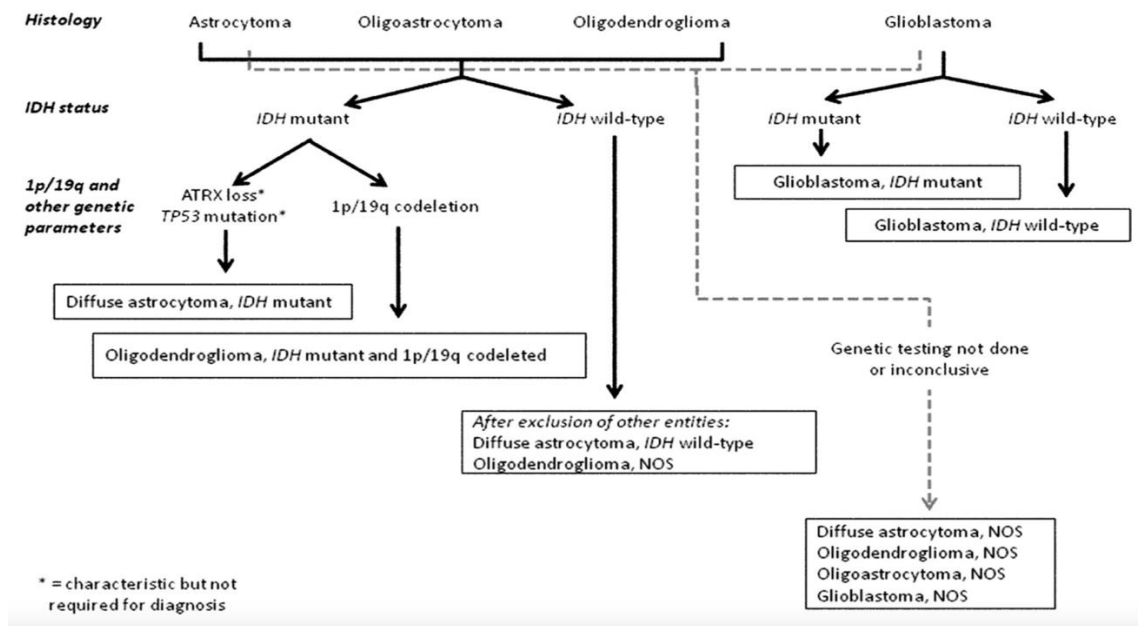 Histology
Astrocytoma
Oligoastrocytoma
Oligodendroglioma
Glioblastoma
IDH status
IDH mutant
IDH wild-type
IDH mutant
IDH wild-type
1p/19q and
other genetic
parameters
ATRX loss*
TP53 mutation*
1p/19q codeletion
Glioblastoma, IDH mutant
Glioblastoma, IDH wild-type
Diffuse astrocytoma, IDH mutant
Oligodendroglioma, IDH mutant and 1p/19q codeleted
Genetic testing not done
or inconclusive
After exclusion of other entities:
Diffuse astrocytoma, IDH wild-type
Oligodendroglioma, NOS
Diffuse astrocytoma, NOS
Oligodendroglioma, NOS
Oligoastrocytoma, NOS
Glioblastoma, NOS
* = characteristic but not
required for diagnosis